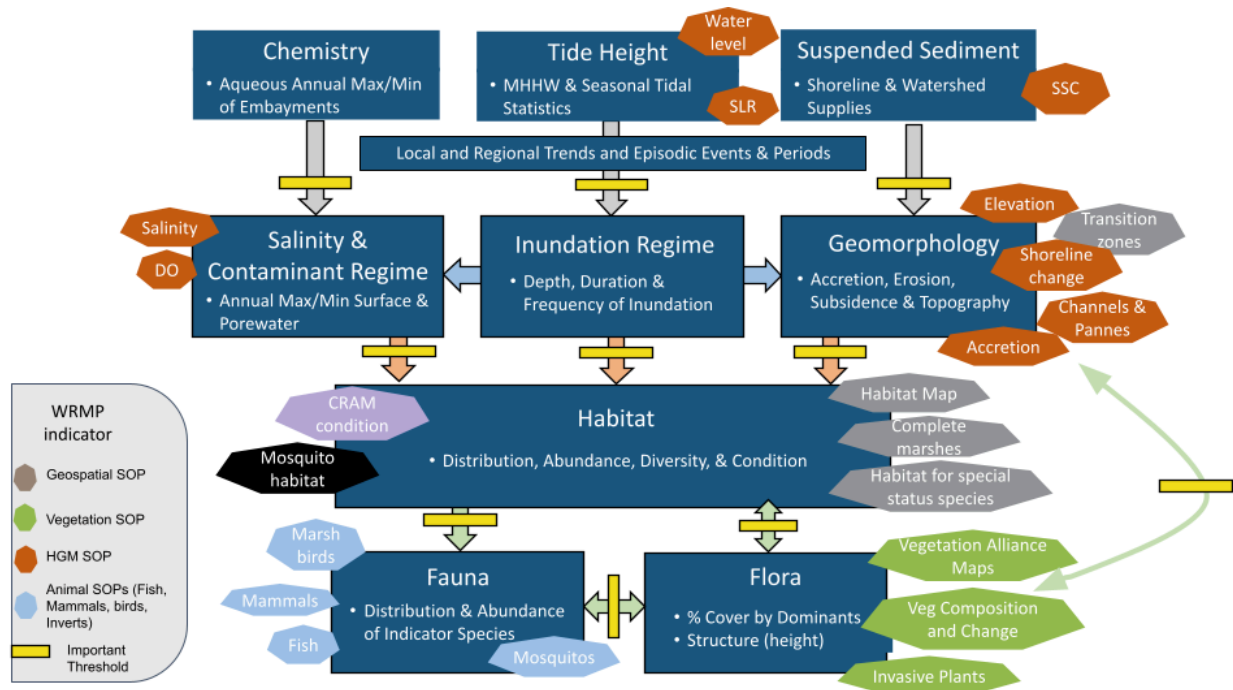 Chemistry
• Aqueous Annual Max/Min
of Embayments
Tide Height
• MHHW & Seasonal Tidal
Statistics
Water
level
SLR
Suspended Sediment
• Shoreline & Watershed
Supplies
SSC
Local and Regional Trends and Episodic Events & Periods
Salinity
DO
Salinity &
Contaminant Regime
• Annual Max/Min Surface &
Porewater
Inundation Regime
• Depth, Duration &
Frequency of Inundation
Geomorphology
• Accretion, Erosion,
Subsidence & Topography
Elevation
Transition
zones
Shoreline
change
Channels &
Pannes
Accretion
CRAM
condition
Mosquito
habitat
Habitat
• Distribution, Abundance, Diversity, & Condition
Habitat Map
Complete
marshes
Habitat for special
status species
Marsh
birds
Mammals
Fish
Fauna
• Distribution & Abundance
of Indicator Species
Mosquitos
Flora
• % Cover by Dominants
• Structure (height)
Vegetation Alliance
Maps
Veg Composition
and Change
Invasive Plants
WRMP
indicator
Geospatial SOP
Vegetation SOP
HGM SOP
Animal SOPs (Fish,
Mammals, birds,
Inverts)
Important
Threshold